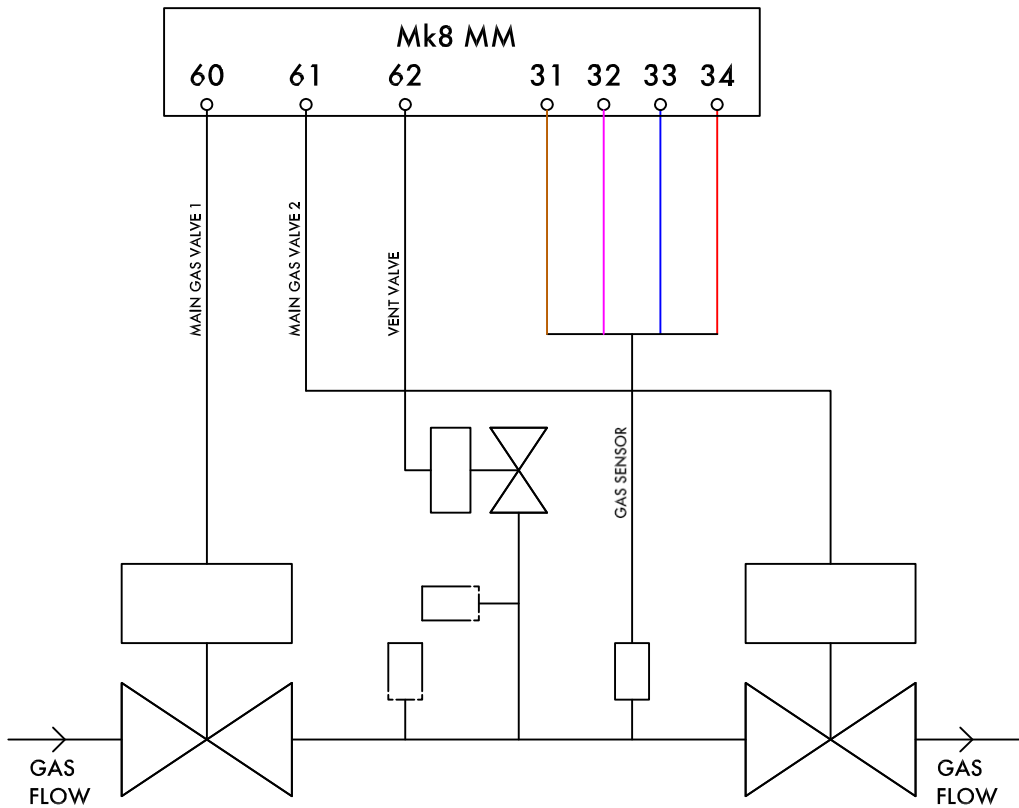 Mk8 MM
60 61 62 31 32 33 34
MAIN GAS VALVE 1
MAIN GAS VALVE 2
VENT VALVE
GAS SENSOR
GAS
FLOW
GAS
FLOW